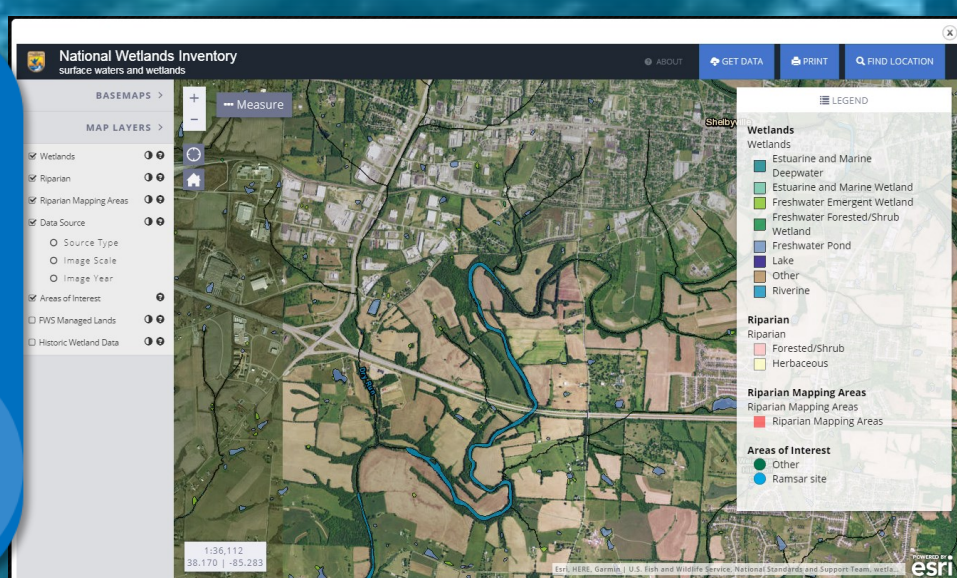 National Wetlands Inventory
surface waters and wetlands
ABOUT
GET DATA
PRINT
FIND LOCATION
BASEMAPS >
MAP LAYERS >
Wetlands
Riparian
Riparian Mapping Areas
Data Source
Source Type
Image Scale
Image Year
Areas of Interest
FWS Managed Lands
Historic Wetland Data
+
−
Measure
LEGEND
Wetlands
Wetlands
Estuarine and Marine
Deepwater
Estuarine and Marine Wetland
Freshwater Emergent Wetland
Freshwater Forested/Shrub
Wetland
Freshwater Pond
Lake
Other
Riverine
Riparian
Riparian
Forested/Shrub
Herbaceous
Riparian Mapping Areas
Riparian Mapping Areas
Riparian Mapping Areas
Areas of Interest
Other
Ramsar site
1:36,112
38.170 | -85.283
Esri, HERE, Garmin | U.S. Fish and Wildlife Service, National Standards and Support Team, wetla...
POWERED BY
esri